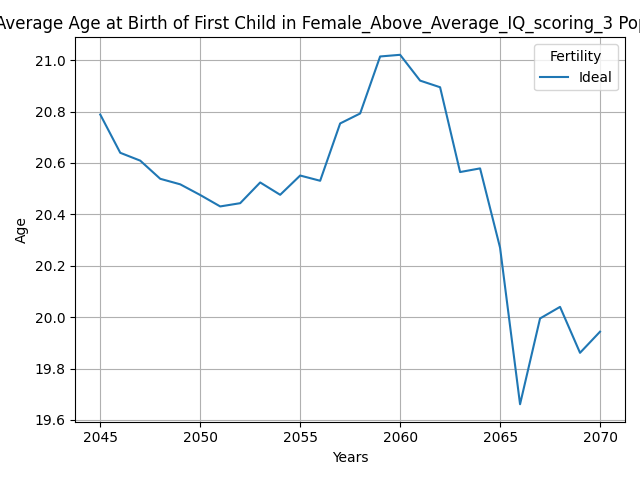 Average Age at Birth of First Child in Female_Above_Average_IQ_scoring_3 Pop
Fertility
Ideal
21.0
20.8
20.6
20.4
20.2
20.0
19.8
19.6
Age
2045 2050 2055 2060 2065 2070
Years